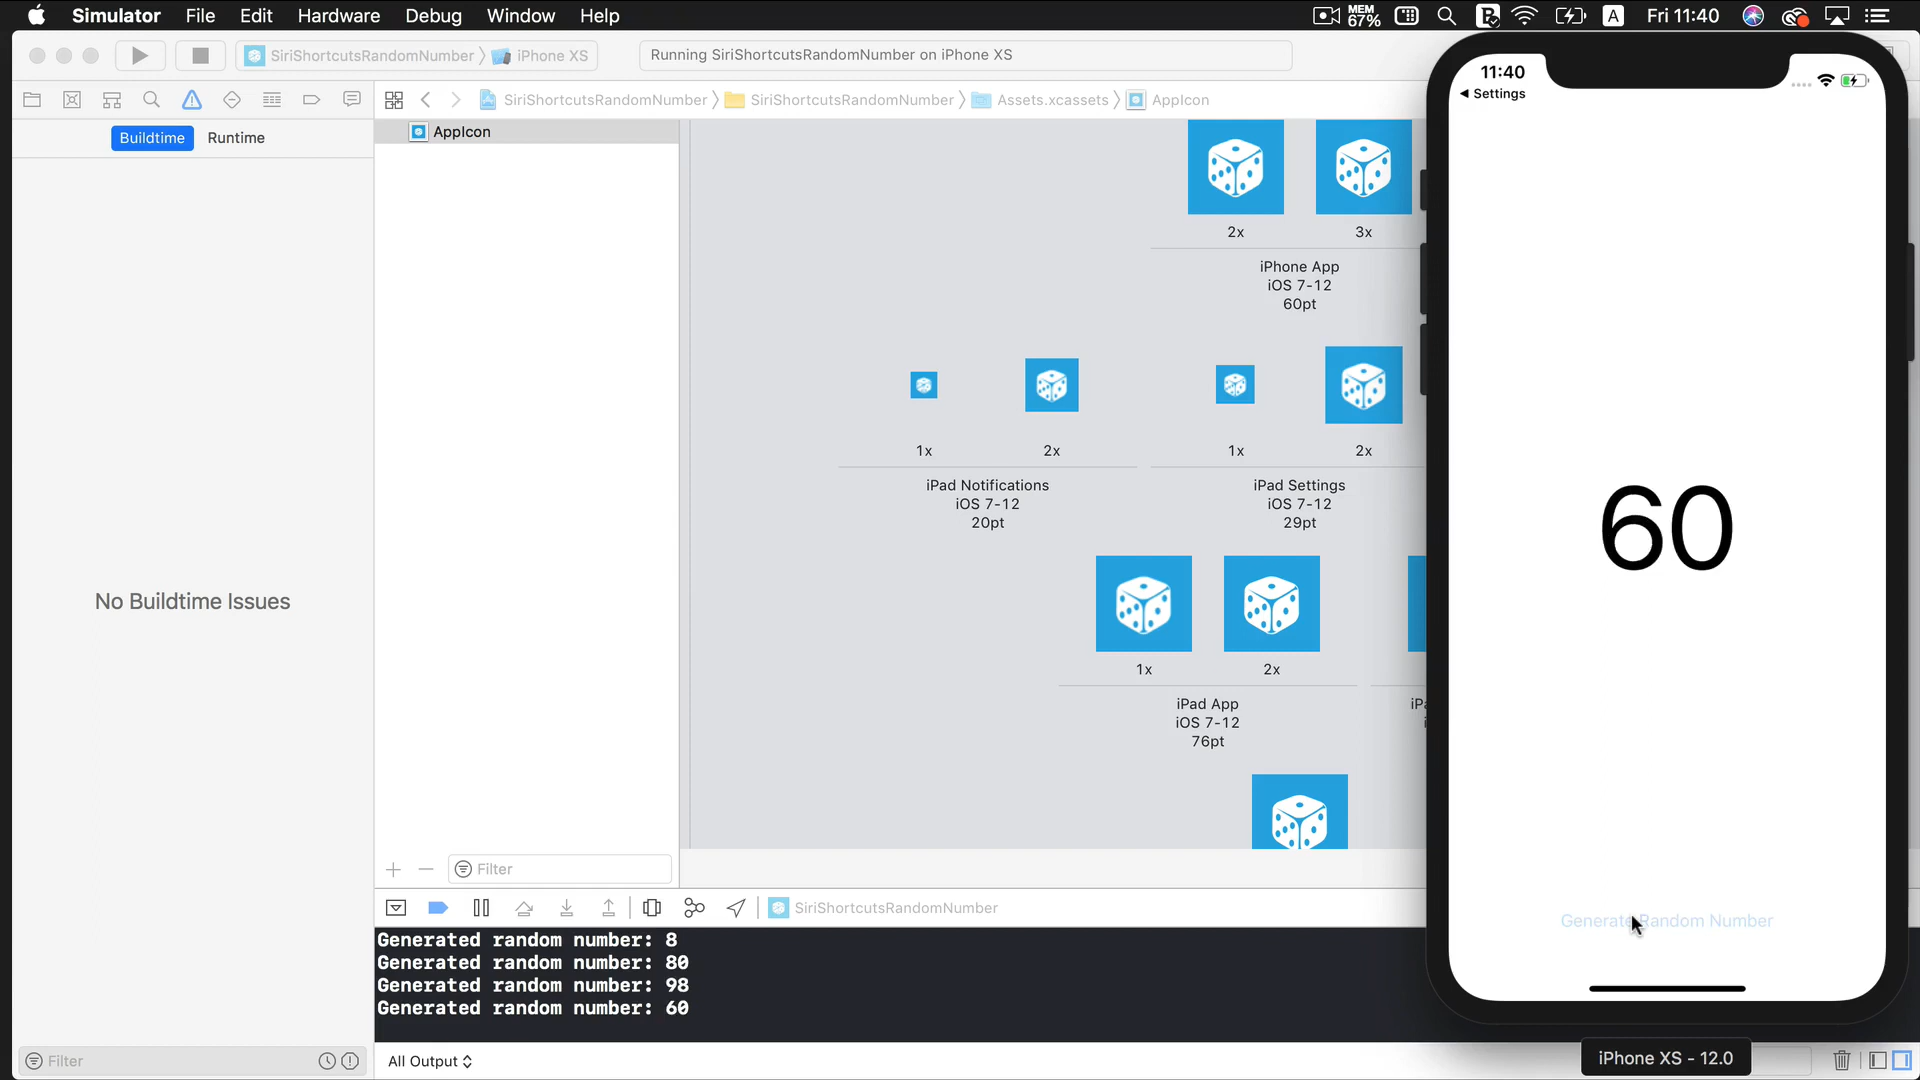 Simulator File Edit Hardware Debug Window Help
MEM 67% A Fri 11:40
SiriShortcutsRandomNumber iPhone XS
Running SiriShortcutsRandomNumber on iPhone XS
SiriShortcutsRandomNumber SiriShortcutsRandomNumber Assets.xcassets AppIcon
Buildtime Runtime
AppIcon
No Buildtime Issues
2x 3x
iPhone App
iOS 7-12
60pt
1x 2x 1x 2x
iPad Notifications
iOS 7-12
20pt
iPad Settings
iOS 7-12
29pt
1x 2x
iPad App
iOS 7-12
76pt
Filter
SiriShortcutsRandomNumber
Generated random number: 8
Generated random number: 80
Generated random number: 98
Generated random number: 60
Filter
All Output
11:40
Settings
60
Generate Random Number
iPhone XS - 12.0